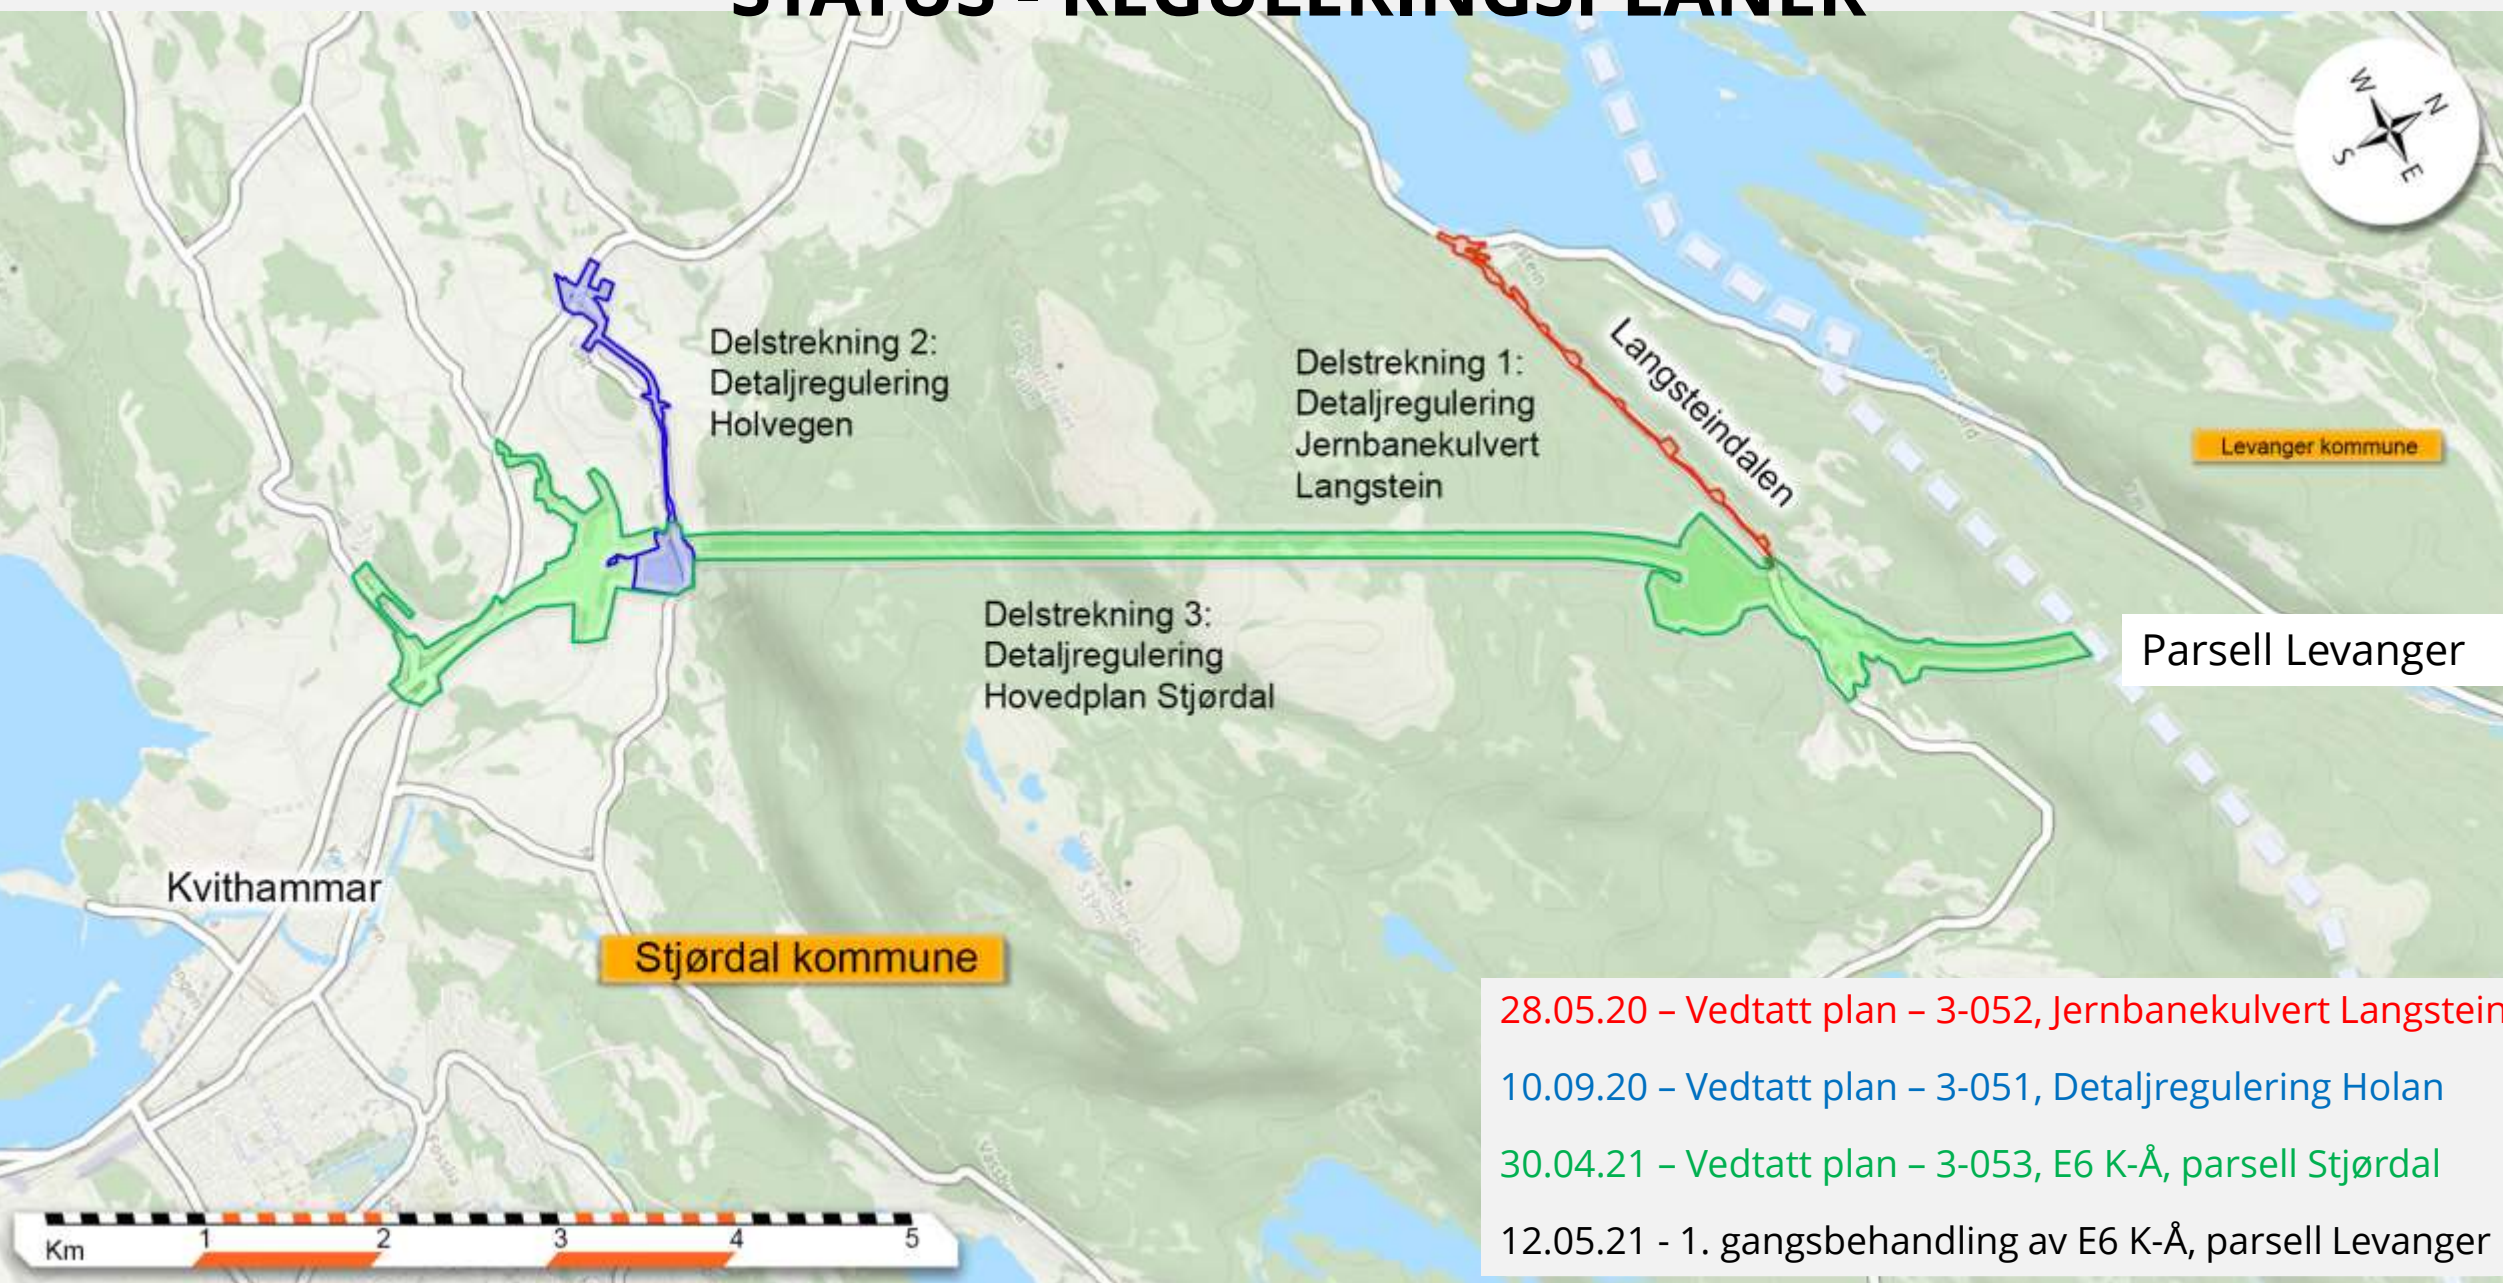 STATUS - REGULERINGSPLANER
W
N
S
E
Delstrekning 2:
Detaljregulering
Holvegen
Delstrekning 1:
Detaljregulering
Jernbanekulvert
Langstein
Langsteindalen
Levanger kommune
Delstrekning 3:
Detaljregulering
Hovedplan Stjørdal
Parsell Levanger
Kvithammar
Stjørdal kommune
28.05.20 – Vedtatt plan – 3-052, Jernbanekulvert Langstein
10.09.20 – Vedtatt plan – 3-051, Detaljregulering Holan
30.04.21 – Vedtatt plan – 3-053, E6 K-Å, parsell Stjørdal
12.05.21 - 1. gangsbehandling av E6 K-Å, parsell Levanger
Km 1 2 3 4 5